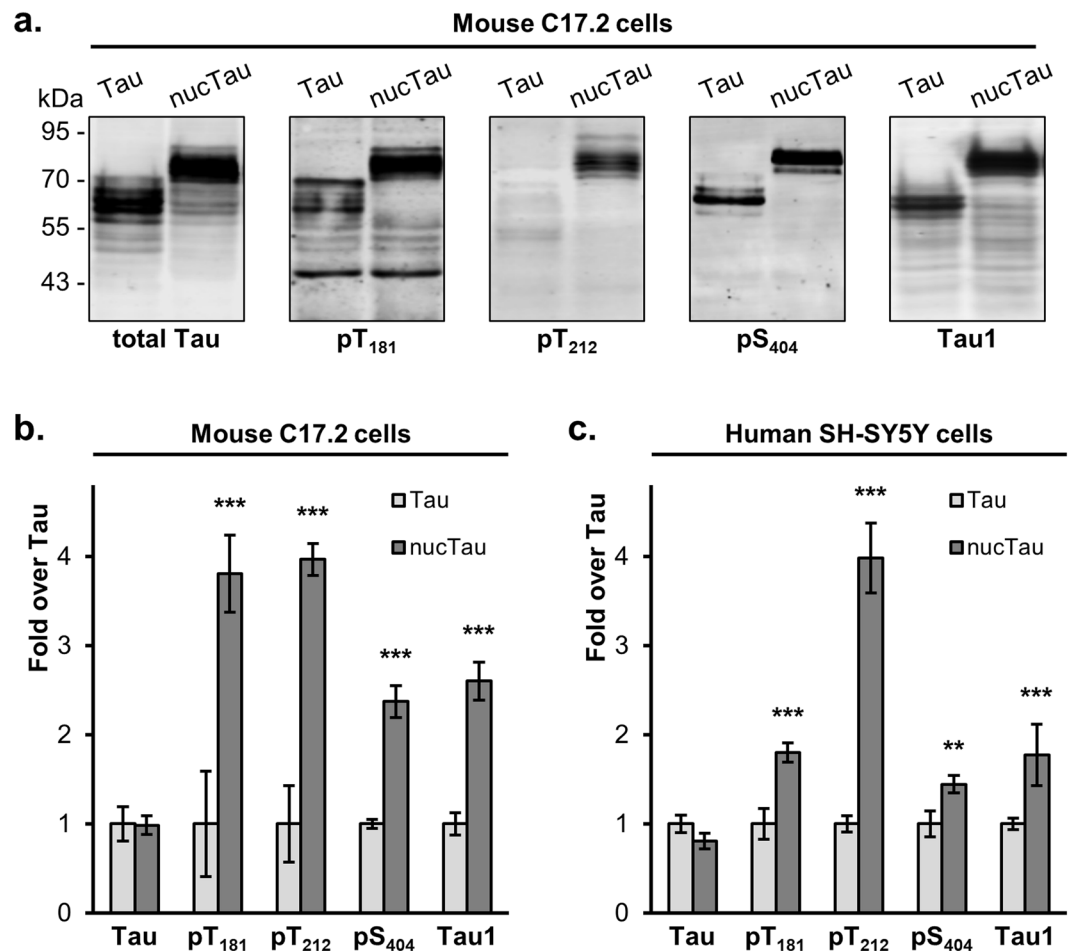 a.
Mouse C17.2 cells
kDa
Tau nucTau Tau nucTau Tau nucTau Tau nucTau Tau nucTau
95 -
70 -
55 -
43 -
total Tau pT181 pT212 pS404 Tau1
b.
Mouse C17.2 cells
Fold over Tau
Tau
nucTau
*** *** *** ***
4
3
2
1
0
Tau pT181 pT212 pS404 Tau1
c.
Human SH-SY5Y cells
Fold over Tau
Tau
nucTau
*** *** ** ***
4
3
2
1
0
Tau pT181 pT212 pS404 Tau1